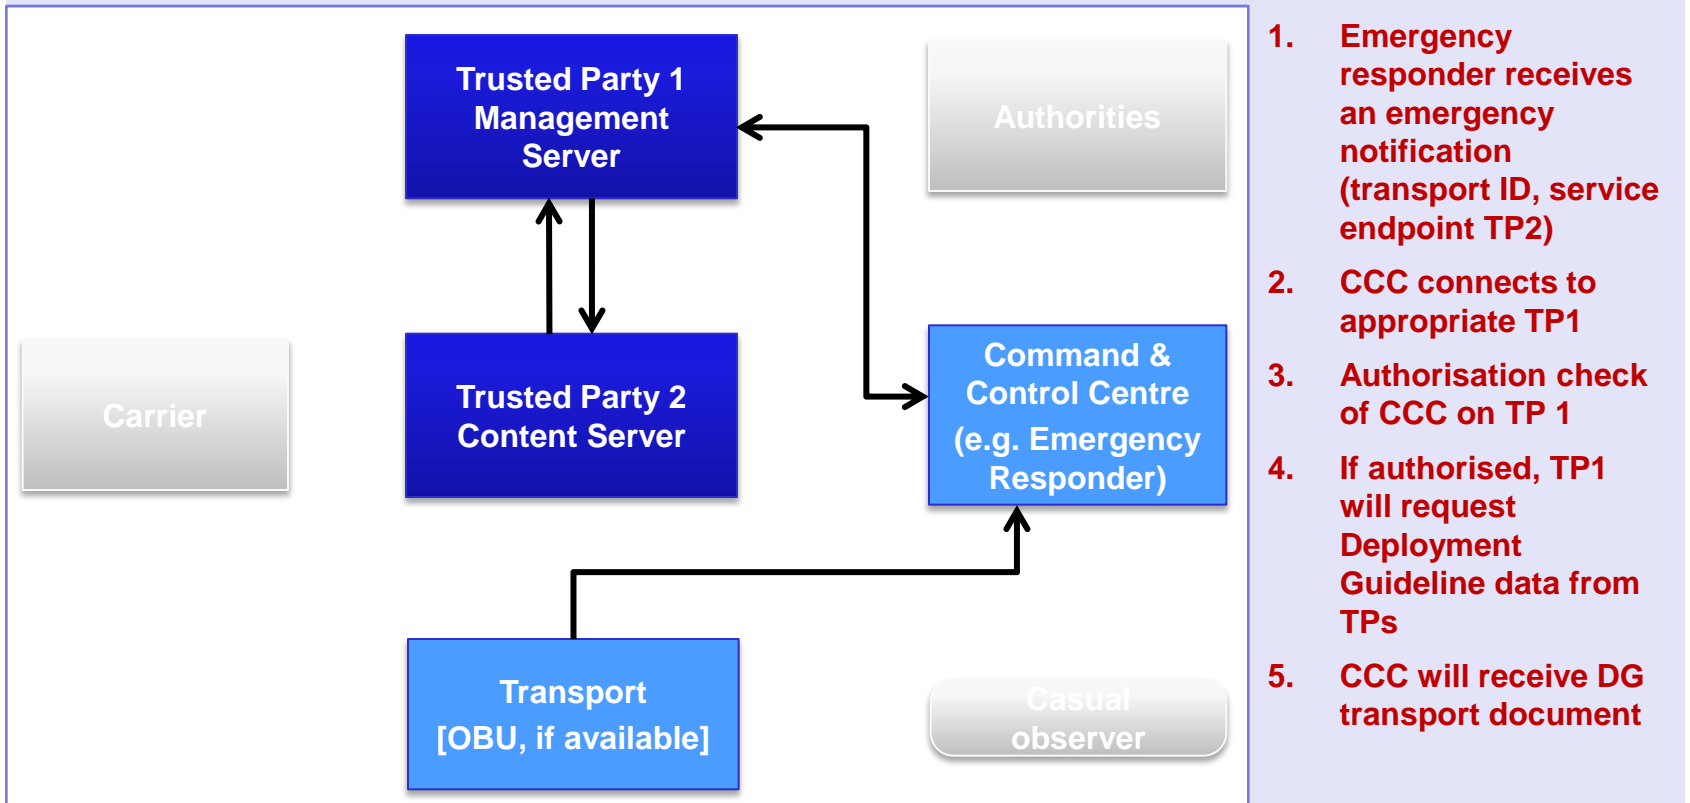 Trusted Party 1
Management
Server
Authorities
Carrier
Trusted Party 2
Content Server
Command &
Control Centre
(e.g. Emergency
Responder)
Transport
[OBU, if available]
Casual
observer
1. Emergency
responder receives
an emergency
notification
(transport ID, service
endpoint TP2)
2. CCC connects to
appropriate TP1
3. Authorisation check
of CCC on TP 1
4. If authorised, TP1
will request
Deployment
Guideline data from
TPs
5. CCC will receive DG
transport document